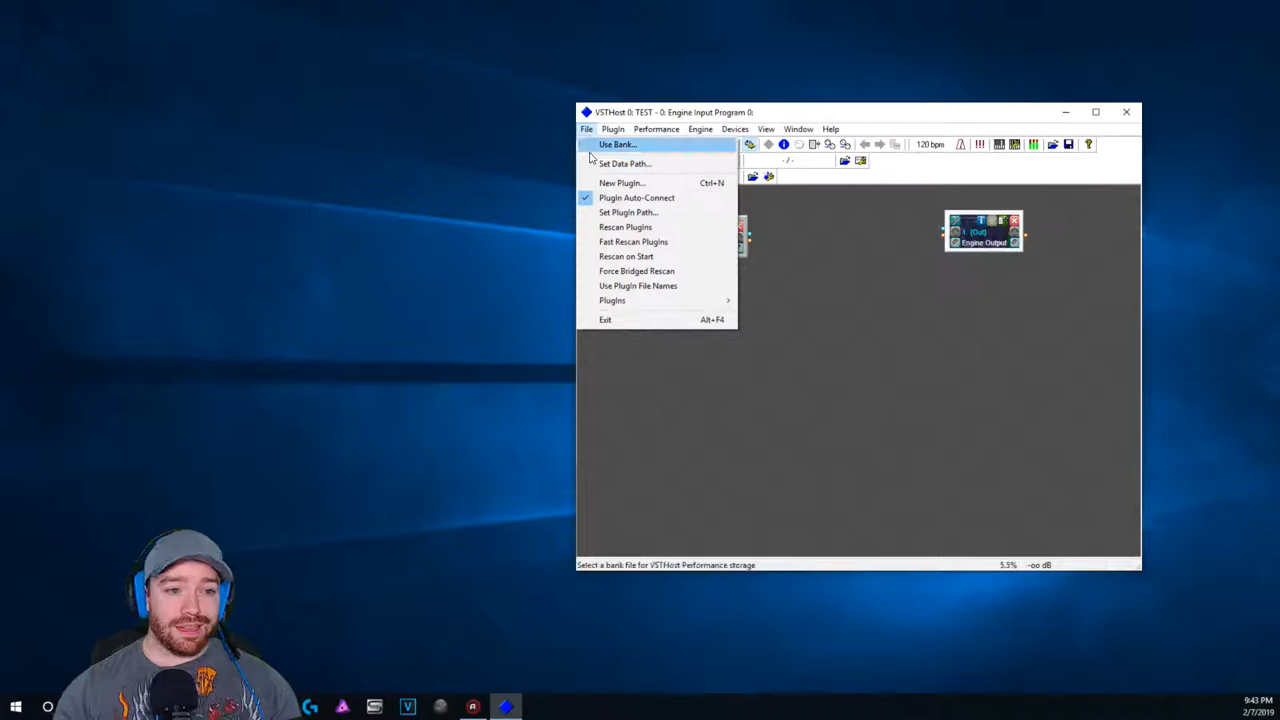 VSTHost 0: TEST - 0: Engine Input Program 0:
File PlugIn Performance Engine Devices View Window Help
Use Bank...
120 bpm
Set Data Path...
- / -
New PlugIn... Ctrl+N
PlugIn Auto-Connect
Set PlugIn Path...
Rescan PlugIns
Fast Rescan PlugIns
Rescan on Start
Force Bridged Rescan
Use PlugIn File Names
PlugIns
Exit Alt+F4
1. {Out}
Engine Output
Select a bank file for VSTHost Performance storage 5.5% -oo dB
9:43 PM
2/7/2019